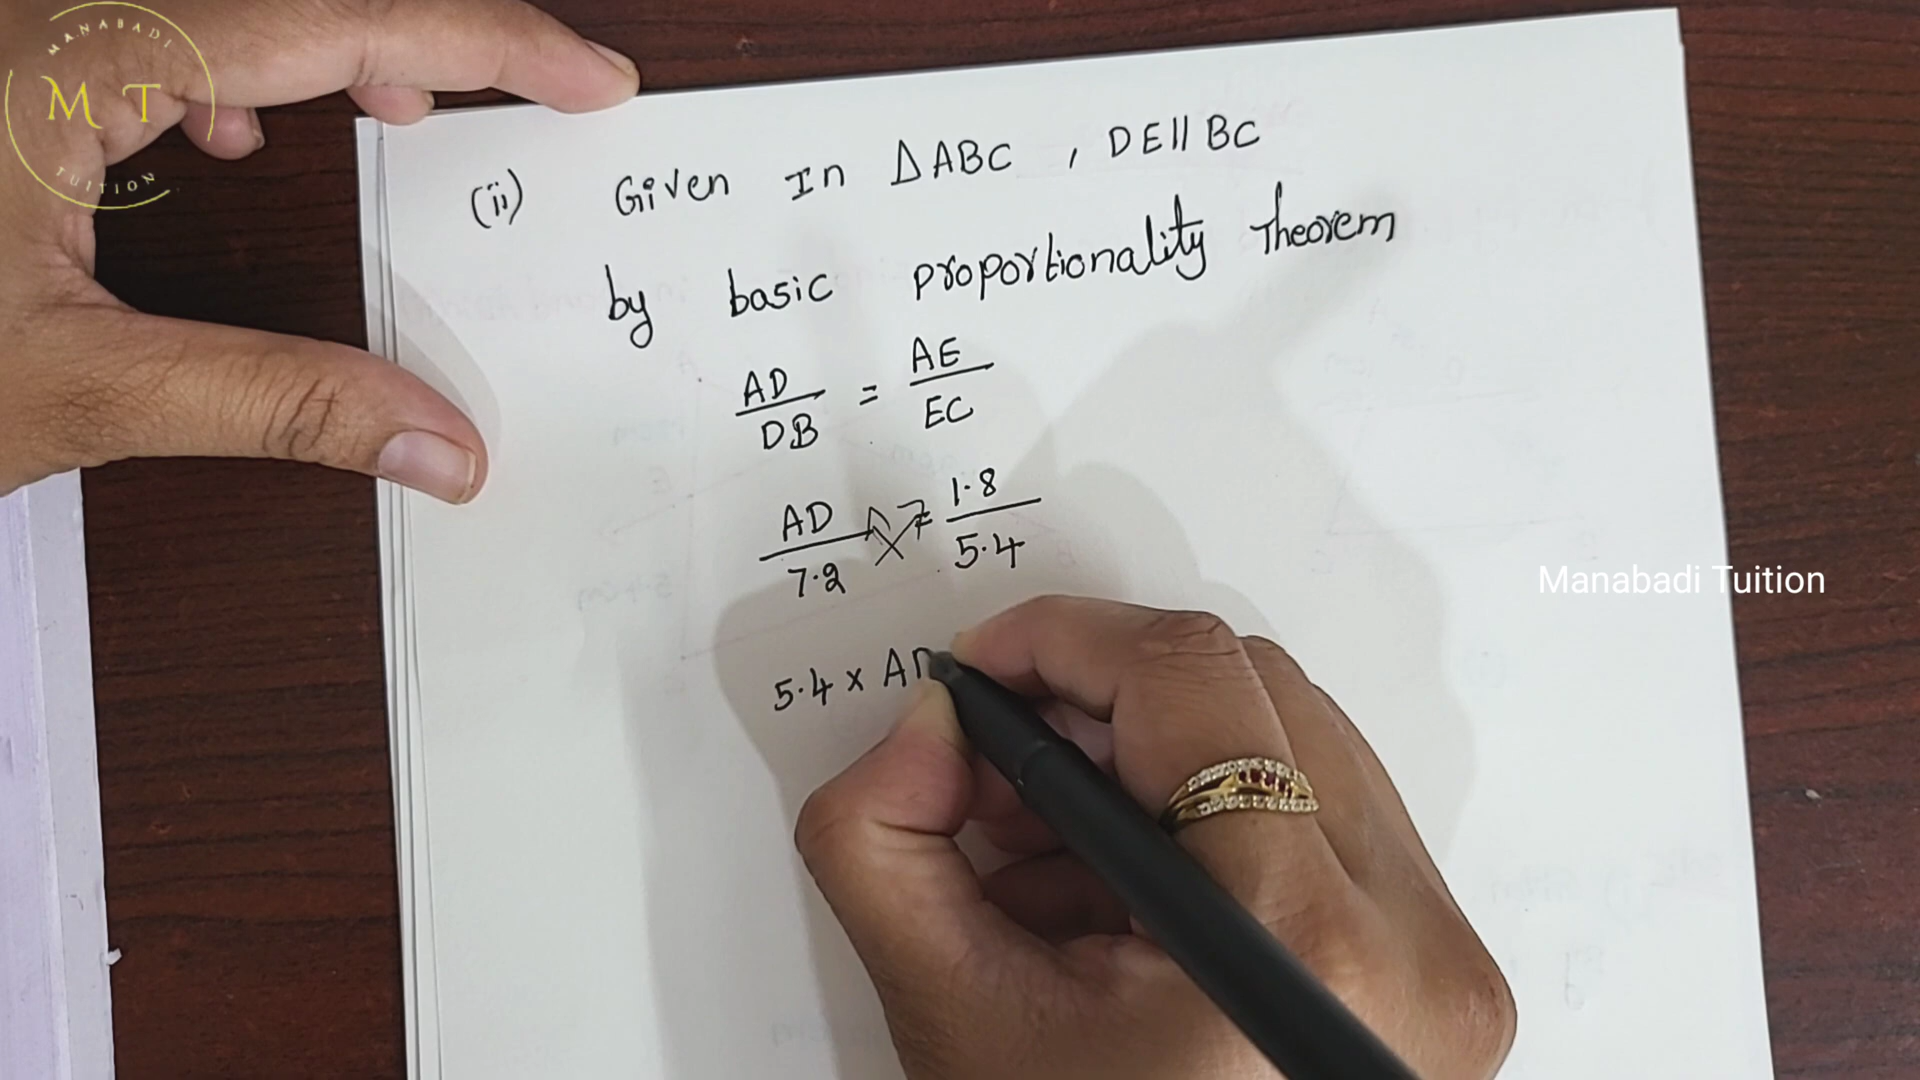 MANABADI
M T
TUITION
(ii) Given In ΔABC , DE||BC
by basic proportionality Theorem
AD/DB = AE/EC
AD/7.2 = 1.8/5.4
5.4 × AD
Manabadi Tuition